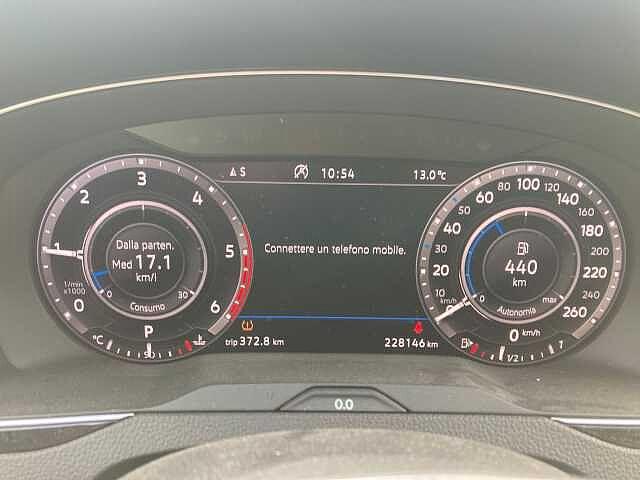 S 10:54 13.0°C
1 2 3 4 5 6 0
1/min
x1000
Dalla parten.
Med 17.1
km/l
0 30
Consumo
P
°C 90
Connettere un telefono mobile.
trip 372.8 km 228146 km
0 10 20 30 40 50 60 80 100 120 140 160 180 200 220 240 260
km/h
440
km
0 max
Autonomia
0 km/h
1/2
0.0